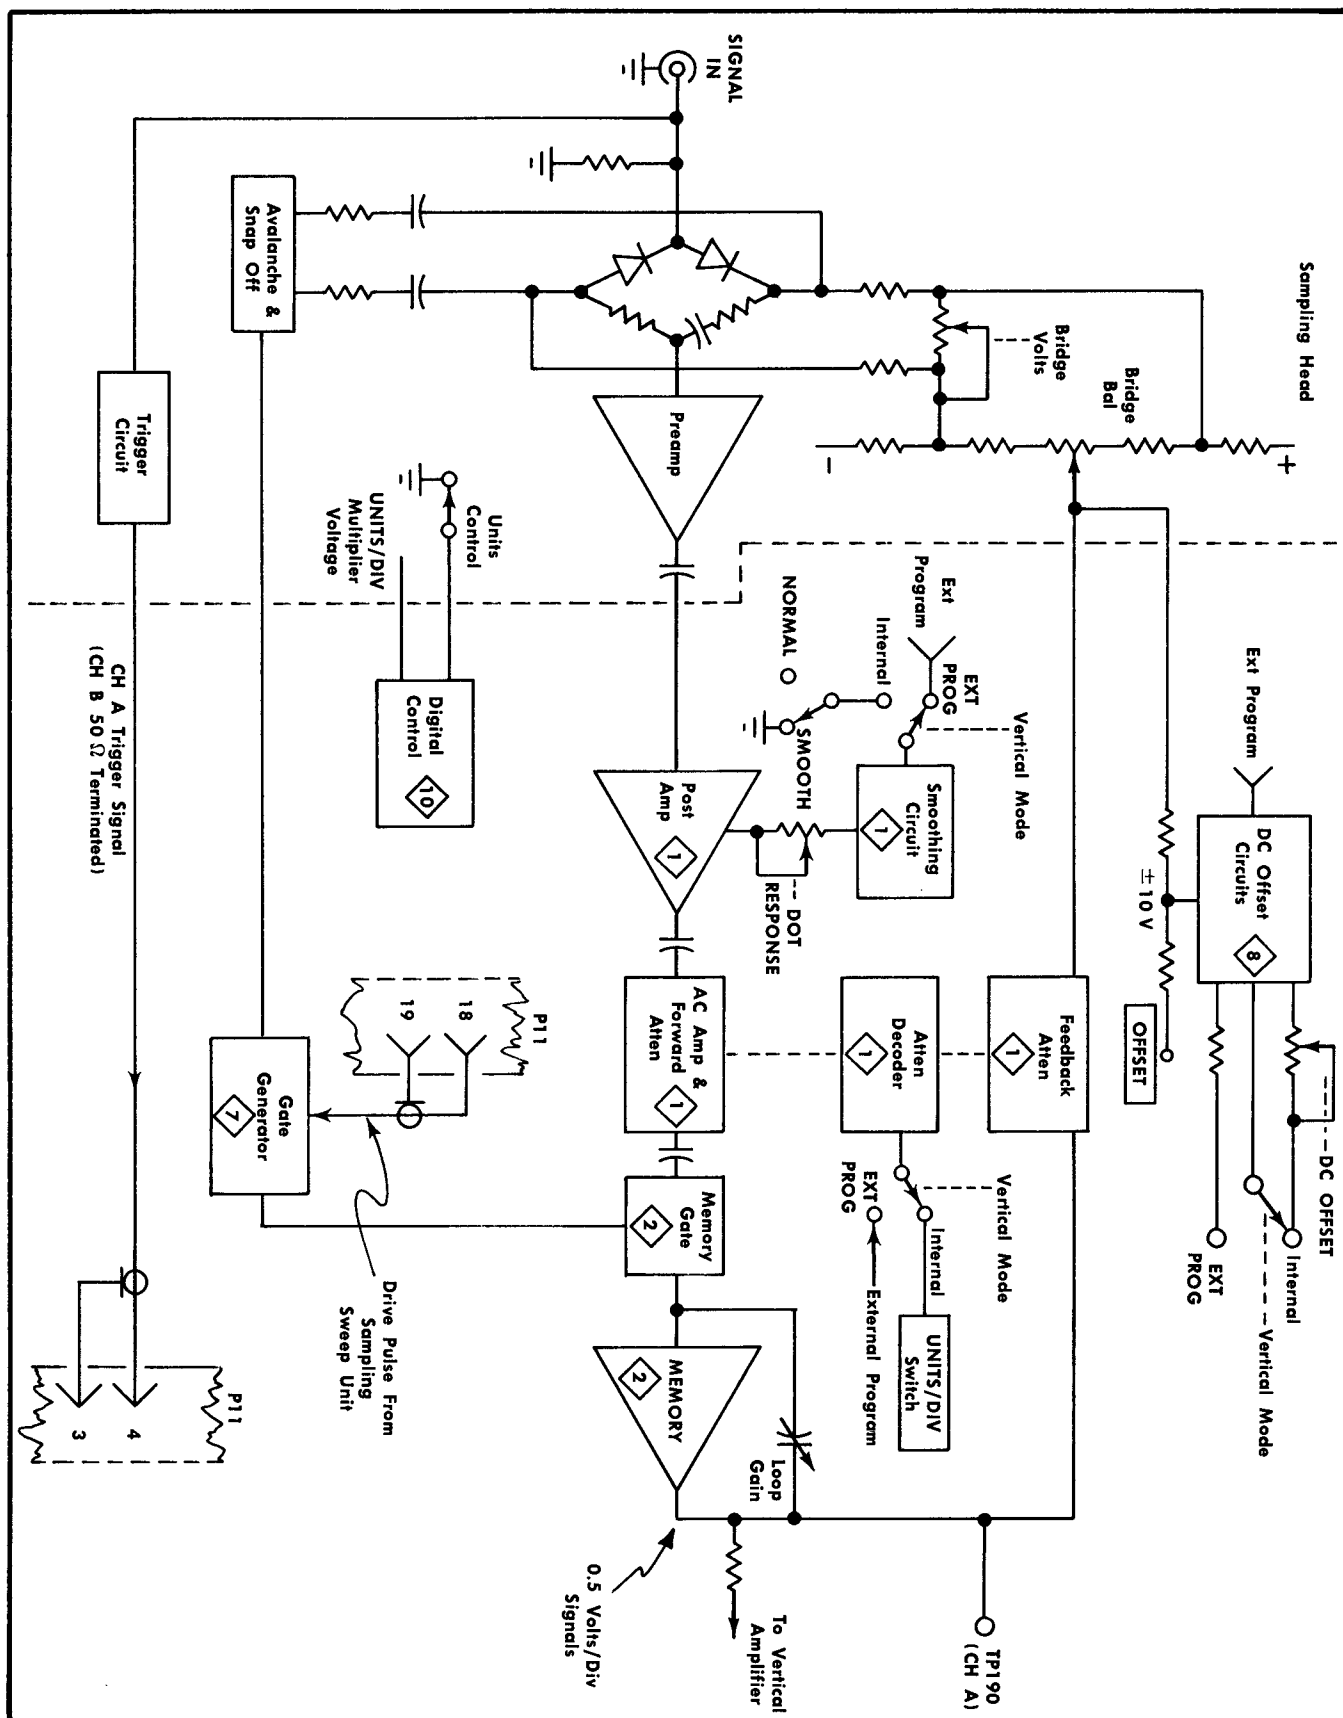 Sampling Head
SIGNAL
IN
Avalanche &
Snap Off
Trigger
Circuit
Bridge
Volts
Bridge
Bal
-
+
Preamp
Units
Control
UNITS/DIV
Multiplier
Voltage
Digital
Control
10
CH A Trigger Signal
(CH B 50 Ω Terminated)
NORMAL
Internal
SMOOTH
Ext
Program
EXT
PROG
Vertical Mode
Smoothing
Circuit
1
DOT
RESPONSE
Post
Amp
1
Ext Program
DC Offset
Circuits
8
± 10 V
OFFSET
DC OFFSET
Internal
Vertical Mode
EXT
PROG
Feedback
Atten
1
Atten
Decoder
1
AC Amp &
Forward
Atten
1
Vertical Mode
Internal
EXT
PROG
External Program
UNITS/DIV
Switch
P11
18
19
Gate
Generator
7
Drive Pulse From
Sampling
Sweep Unit
Memory
Gate
2
MEMORY
2
Loop
Gain
0.5 Volts/Div
Signals
To Vertical
Amplifier
TP190
(CH A)
P11
4
3